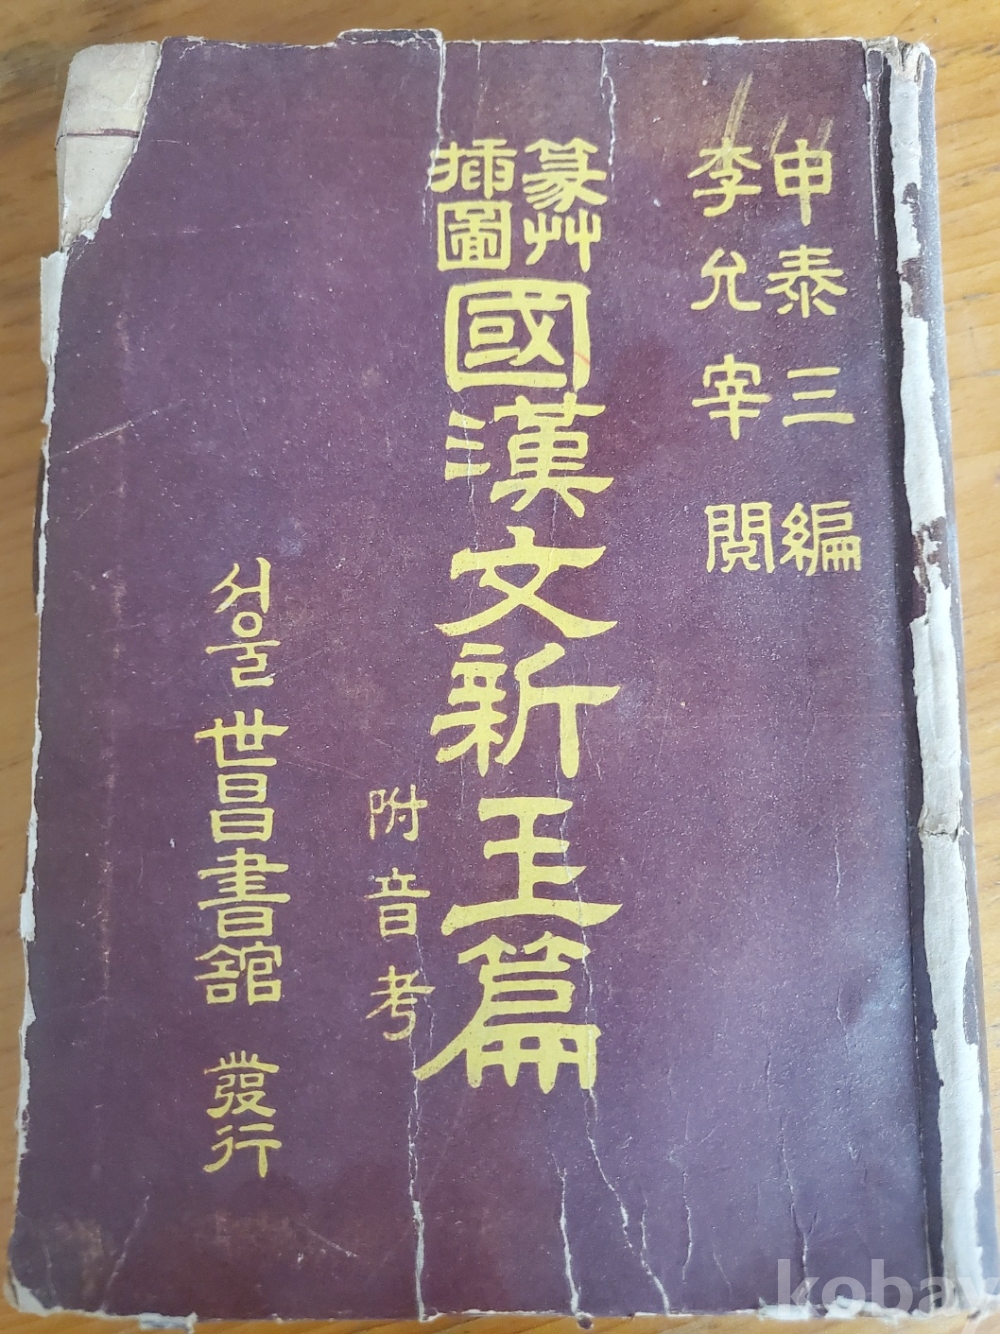 申泰三 編
李允宰 閱
篆艸
揷圖
國漢文新玉篇
附音考
서울 世昌書館 發行
kobay